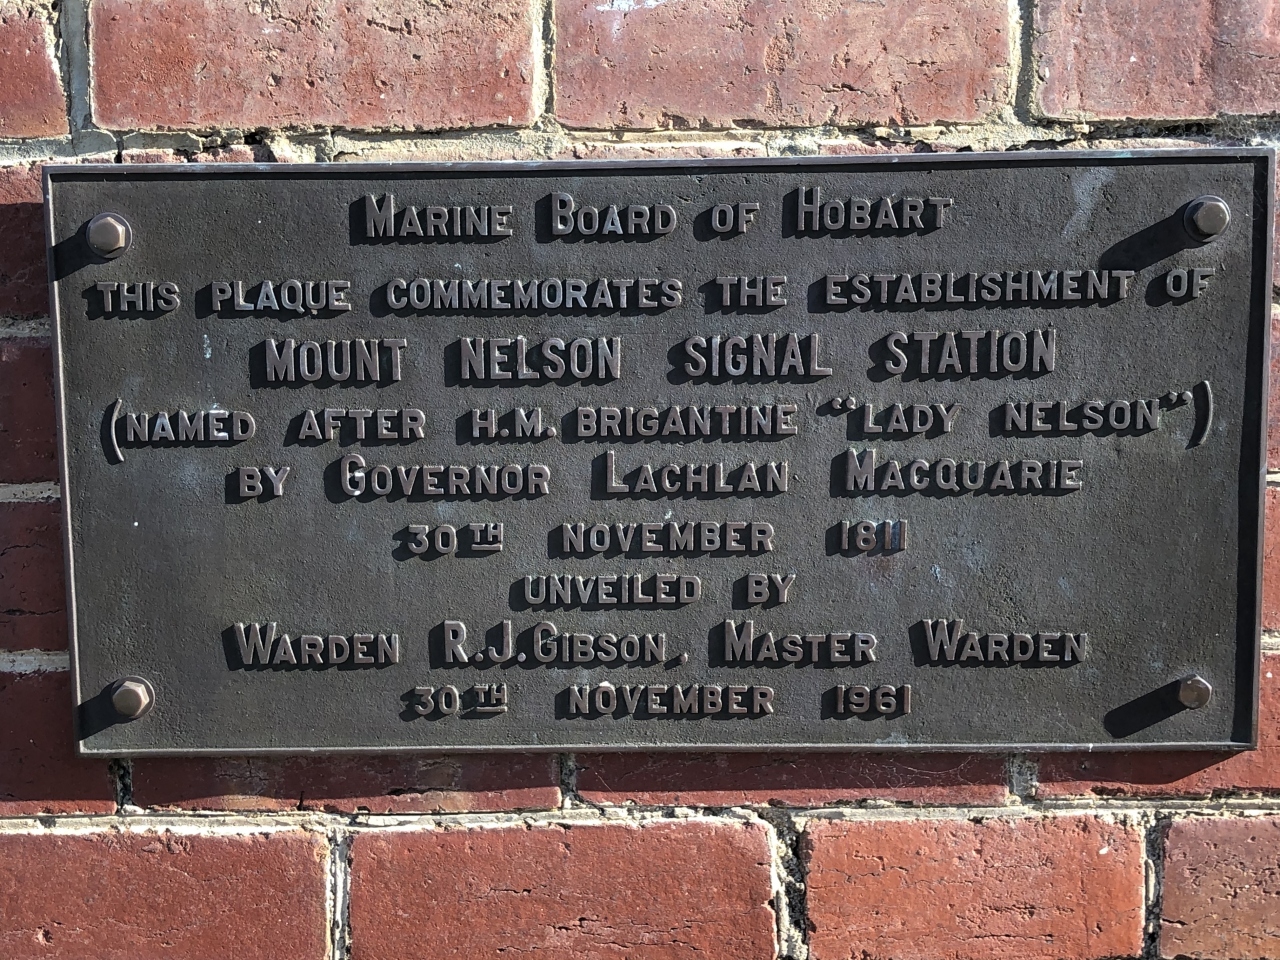 MARINE BOARD OF HOBART
THIS PLAQUE COMMEMORATES THE ESTABLISHMENT OF
MOUNT NELSON SIGNAL STATION
(NAMED AFTER H.M. BRIGANTINE "LADY NELSON")
BY GOVERNOR LACHLAN MACQUARIE
30TH NOVEMBER 1811
UNVEILED BY
WARDEN R.J. GIBSON, MASTER WARDEN
30TH NOVEMBER 1961